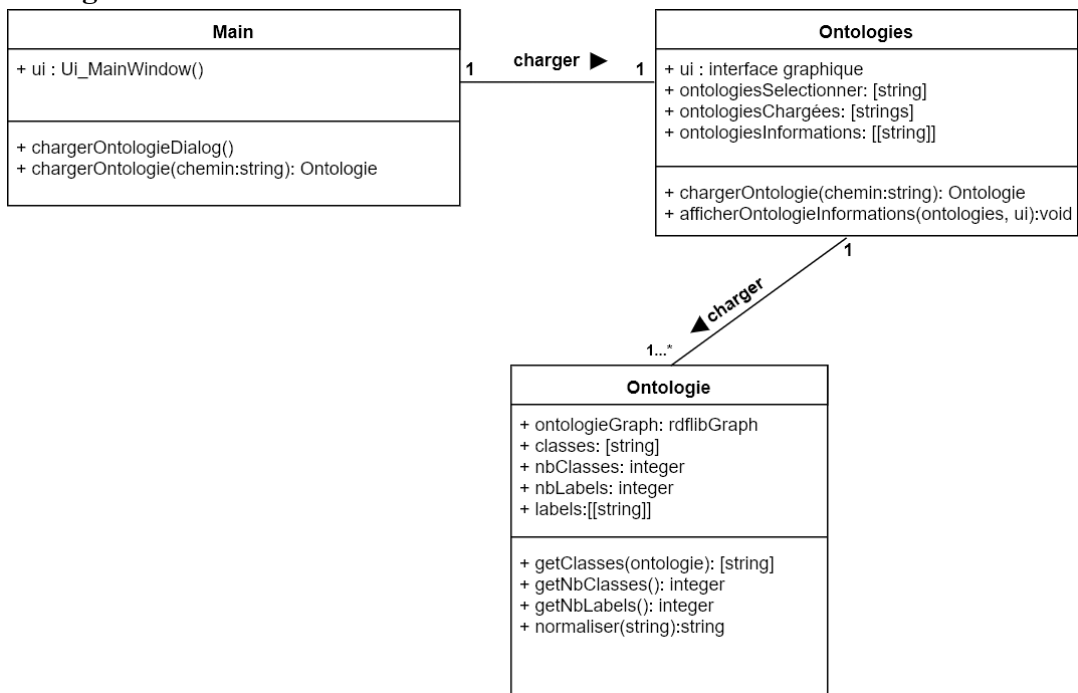 Main
+ ui : Ui_MainWindow()
+ chargerOntologieDialog()
+ chargerOntologie(chemin:string): Ontologie
1 charger ▶ 1
Ontologies
+ ui : interface graphique
+ ontologiesSelectionner: [string]
+ ontologiesChargées: [strings]
+ ontologiesInformations: [[string]]
+ chargerOntologie(chemin:string): Ontologie
+ afficherOntologieInformations(ontologies, ui):void
1
◀ charger
1...*
Ontologie
+ ontologieGraph: rdflibGraph
+ classes: [string]
+ nbClasses: integer
+ nbLabels: integer
+ labels:[[string]]
+ getClasses(ontologie): [string]
+ getNbClasses(): integer
+ getNbLabels(): integer
+ normaliser(string):string